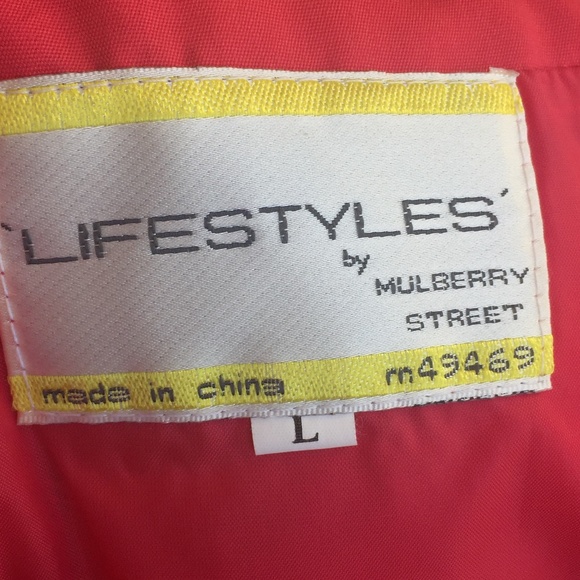 'LIFESTYLES'
by
MULBERRY
STREET
made in china rn49469
L